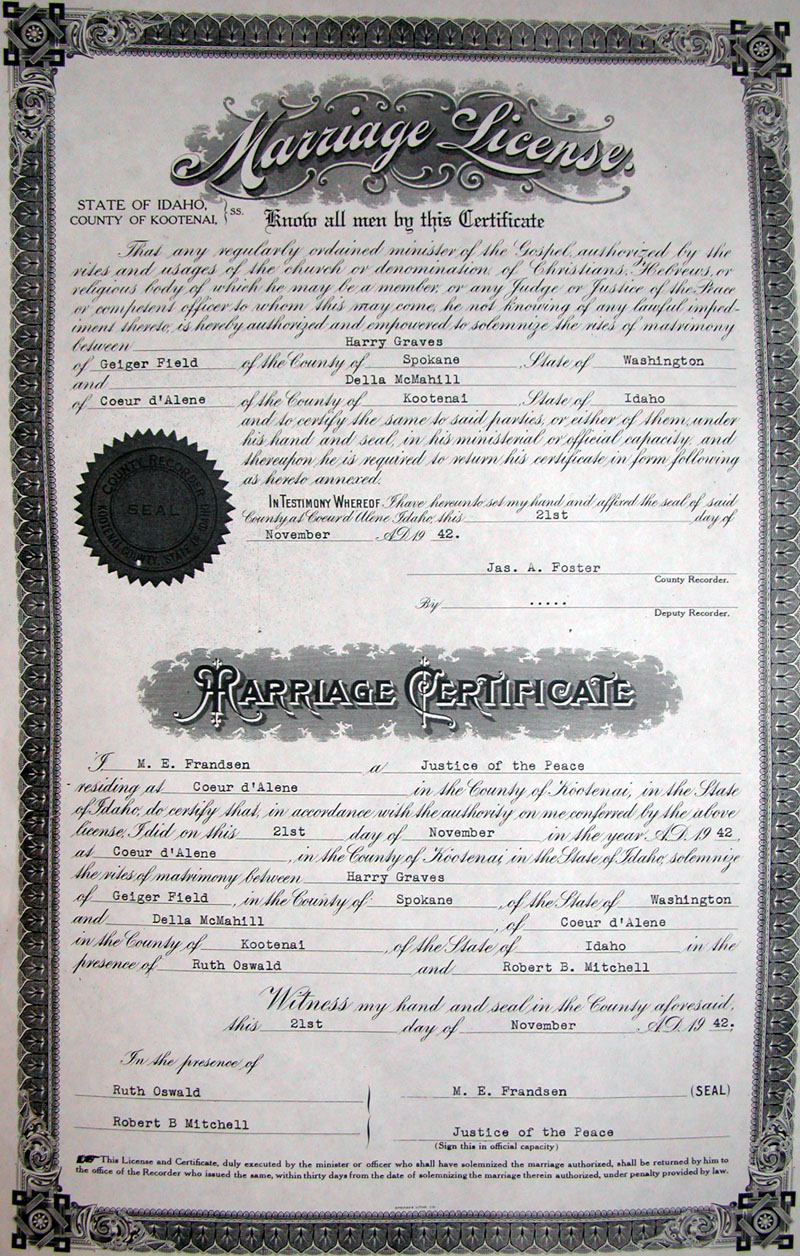 Marriage License.
STATE OF IDAHO,
COUNTY OF KOOTENAI, } ss.
Know all men by this Certificate
That any regularly ordained minister of the Gospel, authorized by the
rites and usages of the church or denomination of Christians, Hebrews, or
religious body of which he may be a member, or any Judge or Justice of the Peace
or competent officer to whom this may come, he not knowing of any lawful imped-
iment thereto, is hereby authorized and empowered to solemnize the rites of matrimony
between Harry Graves
of Geiger Field of the County of Spokane, State of Washington
and Della McMahill
of Coeur d'Alene of the County of Kootenai, State of Idaho
and to certify the same to said parties, or either of them, under
his hand and seal, in his ministerial or official capacity, and
thereupon he is required to return his certificate in form following
as hereto annexed.
COUNTY RECORDER
SEAL
KOOTENAI COUNTY, STATE OF IDAHO
IN TESTIMONY WHEREOF I have hereunto set my hand and affixed the seal of said
County at Coeur d'Alene Idaho, this 21st day of
November A.D. 19 42.
Jas. A. Foster
County Recorder.
By .....
Deputy Recorder.
MARRIAGE CERTIFICATE
I M. E. Frandsen a Justice of the Peace
residing at Coeur d'Alene in the County of Kootenai, in the State
of Idaho, do certify that, in accordance with the authority on me conferred by the above
license, I did on this 21st day of November in the year A.D. 19 42
at Coeur d'Alene, in the County of Kootenai, in the State of Idaho, solemnize
the rites of matrimony between Harry Graves
of Geiger Field, in the County of Spokane, of the State of Washington
and Della McMahill, of Coeur d'Alene
in the County of Kootenai, of the State of Idaho in the
presence of Ruth Oswald and Robert B. Mitchell
Witness my hand and seal in the County aforesaid,
this 21st day of November, A.D. 19 42.
In the presence of
Ruth Oswald
M. E. Frandsen (SEAL)
Robert B Mitchell
Justice of the Peace
(Sign this in official capacity)
This License and Certificate, duly executed by the minister or officer who shall have solemnized the marriage authorized, shall be returned by him to
the office of the Recorder who issued the same, within thirty days from the date of solemnizing the marriage therein authorized, under penalty provided by law.